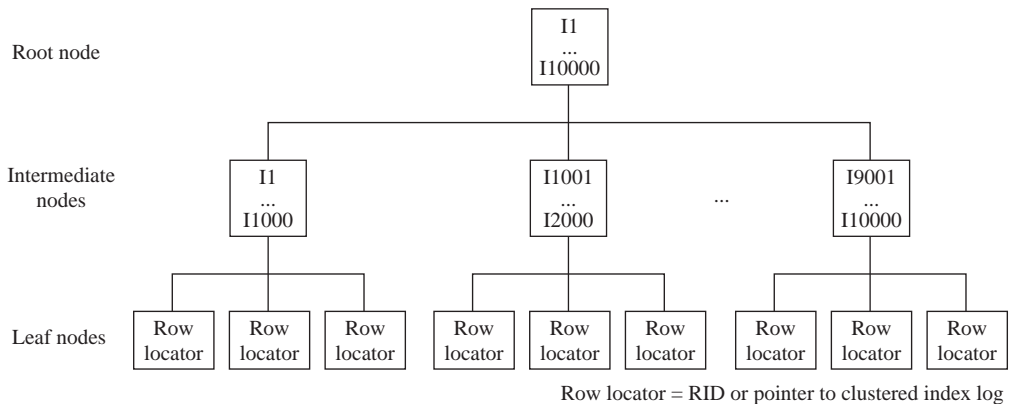 Root node
I1
...
I10000
Intermediate
nodes
I1
...
I1000
I1001
...
I2000
...
I9001
...
I10000
Leaf nodes
Row
locator
Row
locator
Row
locator
Row
locator
Row
locator
Row
locator
Row
locator
Row
locator
Row
locator
Row locator = RID or pointer to clustered index log